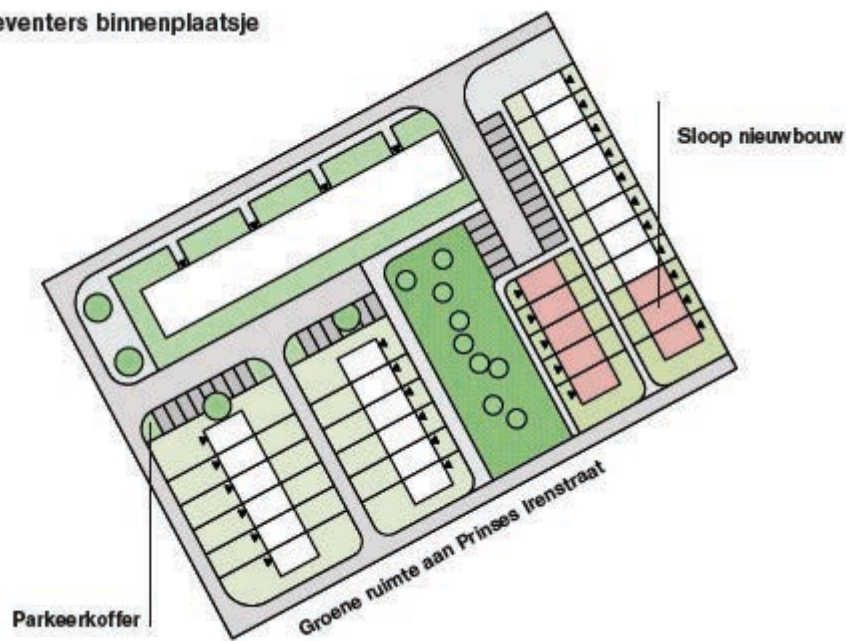 eventers binnenplaatsje
Sloop nieuwbouw
Groene ruimte aan Prinses Irenstraat
Parkeerkoffer